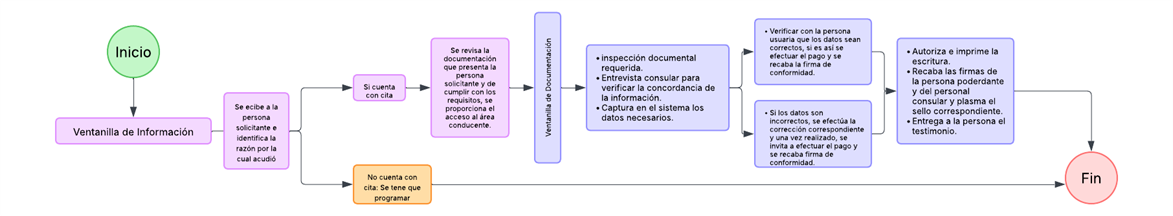 Inicio
Ventanilla de Información
Se ecibe a la
persona
solicitante e
identifica la
razón por la
cual acudió
Si cuenta
con cita
No cuenta con
cita: Se tiene que
programar
Se revisa la
documentación
que presenta la
persona
solicitante y de
cumplir con los
requisitos, se
proporciona el
acceso al área
conducente.
Ventanilla de Documentación
• inspección documental
requerida.
• Entrevista consular para
verificar la concordancia de
la información.
• Captura en el sistema los
datos necesarios.
• Verificar con la persona
usuaria que los datos sean
correctos, si es así se
efectuar el pago y se
recaba la firma de
conformidad.
• Si los datos son
incorrectos, se efectúa la
corrección correspondiente
y una vez realizado, se
invita a efectuar el pago y
se recaba firma de
conformidad.
• Autoriza e imprime la
escritura.
• Recaba las firmas de
la persona poderdante
y del personal
consular y plasma el
sello correspondiente.
• Entrega a la persona el
testimonio.
Fin